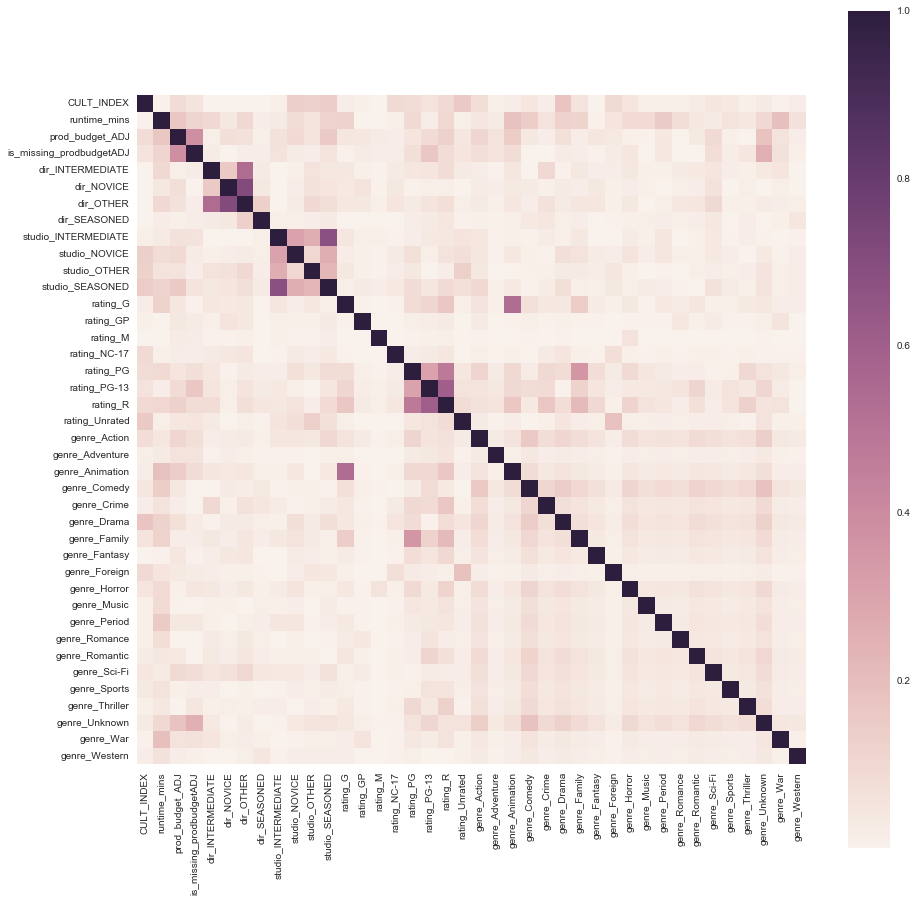 CULT_INDEX
runtime_mins
prod_budget_ADJ
is_missing_prodbudgetADJ
dir_INTERMEDIATE
dir_NOVICE
dir_OTHER
dir_SEASONED
studio_INTERMEDIATE
studio_NOVICE
studio_OTHER
studio_SEASONED
rating_G
rating_GP
rating_M
rating_NC-17
rating_PG
rating_PG-13
rating_R
rating_Unrated
genre_Action
genre_Adventure
genre_Animation
genre_Comedy
genre_Crime
genre_Drama
genre_Family
genre_Fantasy
genre_Foreign
genre_Horror
genre_Music
genre_Period
genre_Romance
genre_Romantic
genre_Sci-Fi
genre_Sports
genre_Thriller
genre_Unknown
genre_War
genre_Western
CULT_INDEX
runtime_mins
prod_budget_ADJ
is_missing_prodbudgetADJ
dir_INTERMEDIATE
dir_NOVICE
dir_OTHER
dir_SEASONED
studio_INTERMEDIATE
studio_NOVICE
studio_OTHER
studio_SEASONED
rating_G
rating_GP
rating_M
rating_NC-17
rating_PG
rating_PG-13
rating_R
rating_Unrated
genre_Action
genre_Adventure
genre_Animation
genre_Comedy
genre_Crime
genre_Drama
genre_Family
genre_Fantasy
genre_Foreign
genre_Horror
genre_Music
genre_Period
genre_Romance
genre_Romantic
genre_Sci-Fi
genre_Sports
genre_Thriller
genre_Unknown
genre_War
genre_Western
1.0
0.8
0.6
0.4
0.2